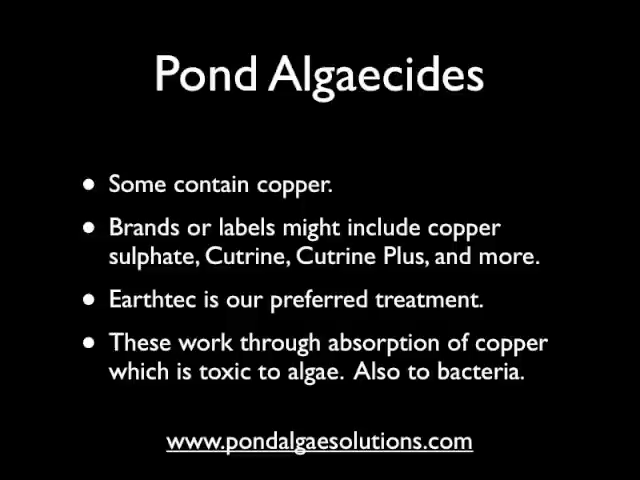 Pond Algaecides
• Some contain copper.
• Brands or labels might include copper
sulphate, Cutrine, Cutrine Plus, and more.
• Earthtec is our preferred treatment.
• These work through absorption of copper
which is toxic to algae.  Also to bacteria.
www.pondalgaesolutions.com